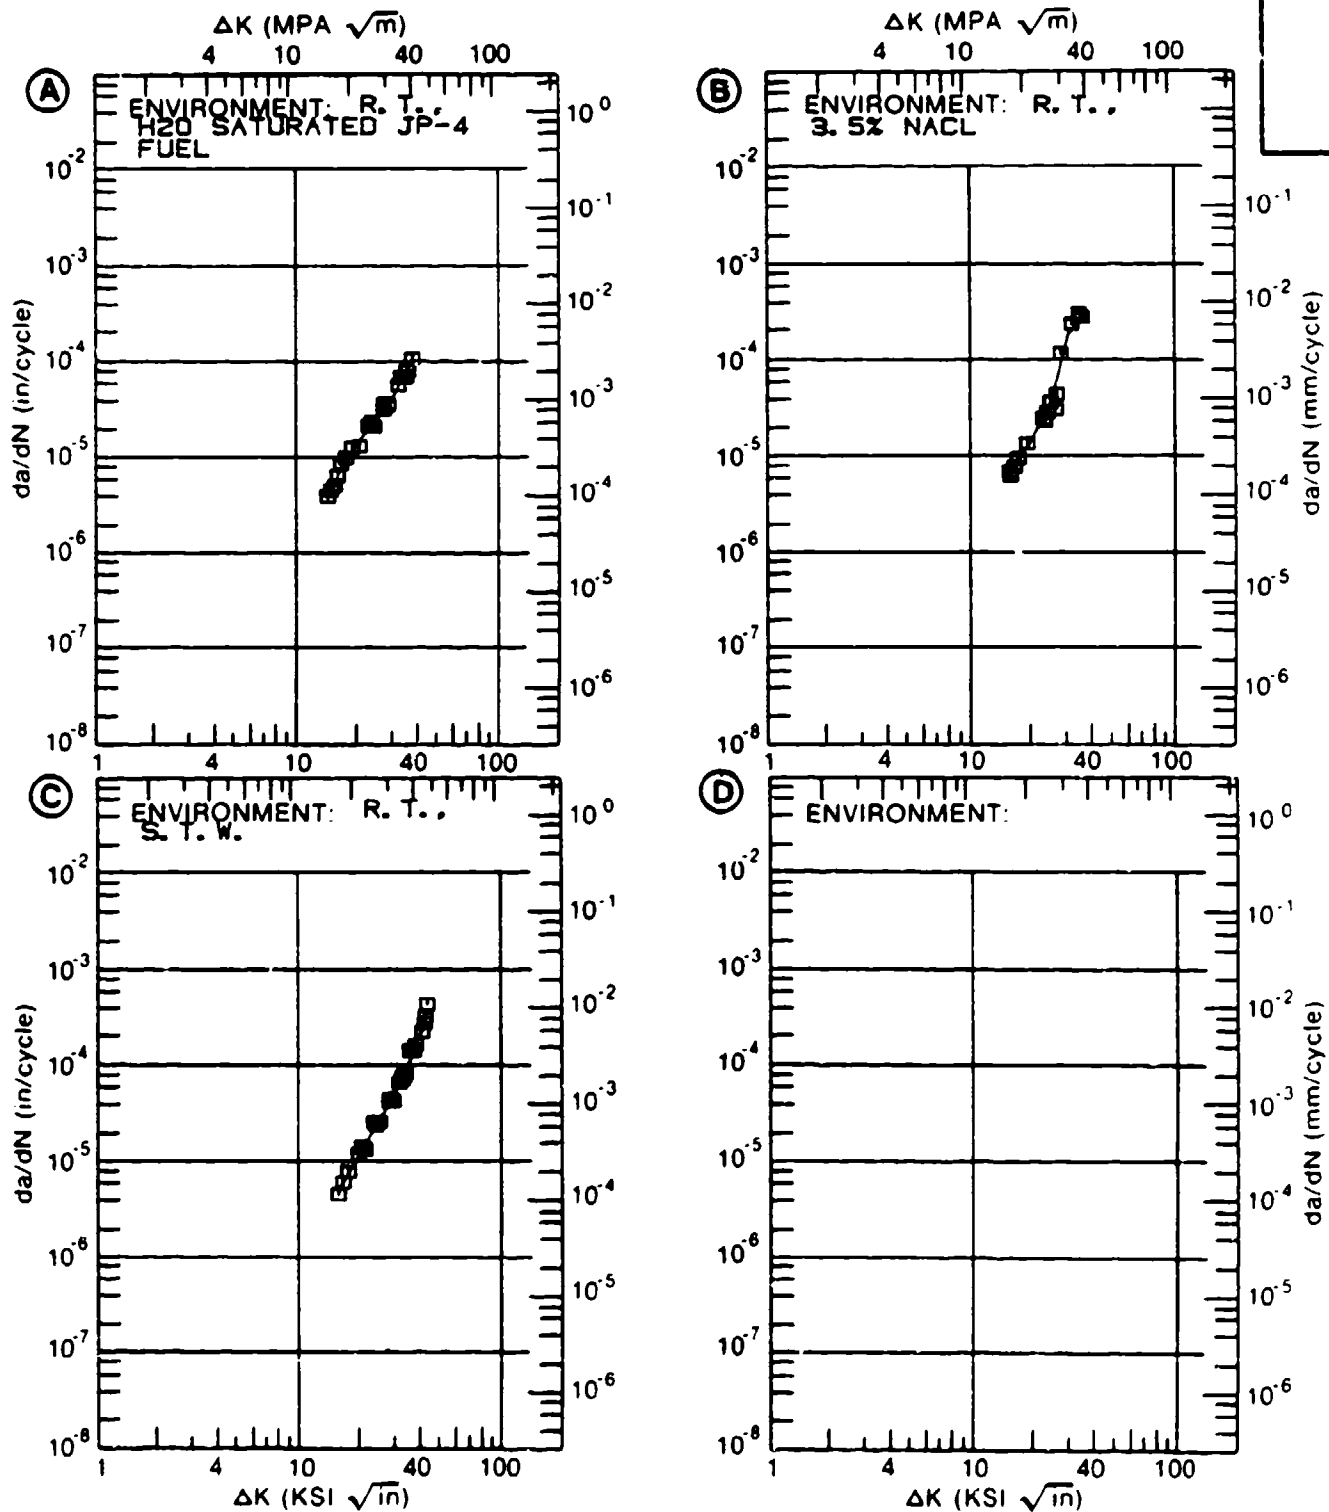 ΔK (MPA √m)
4 10 40 100
A
ENVIRONMENT: R. T.,
H2O SATURATED JP-4
FUEL
10⁰
10⁻¹
10⁻²
10⁻³
10⁻⁴
10⁻⁵
10⁻⁶
10⁻²
10⁻³
10⁻⁴
10⁻⁵
10⁻⁶
10⁻⁷
10⁻⁸
da/dN (in/cycle)
1 4 10 40 100
ΔK (MPA √m)
4 10 40 100
B
ENVIRONMENT: R. T.,
3. 5% NACL
10⁻²
10⁻³
10⁻⁴
10⁻⁵
10⁻⁶
10⁻⁷
10⁻⁸
10⁻¹
10⁻²
10⁻³
10⁻⁴
10⁻⁵
10⁻⁶
da/dN (mm/cycle)
1 4 10 40 100
C
ENVIRONMENT: R. T.,
S. T. W.
10⁻²
10⁻³
10⁻⁴
10⁻⁵
10⁻⁶
10⁻⁷
10⁻⁸
da/dN (in/cycle)
10⁰
10⁻¹
10⁻²
10⁻³
10⁻⁴
10⁻⁵
10⁻⁶
1 4 10 40 100
ΔK (KSI √in)
D
ENVIRONMENT:
10⁻²
10⁻³
10⁻⁴
10⁻⁵
10⁻⁶
10⁻⁷
10⁻⁸
10⁰
10⁻¹
10⁻²
10⁻³
10⁻⁴
10⁻⁵
10⁻⁶
da/dN (mm/cycle)
1 4 10 40 100
ΔK (KSI √in)